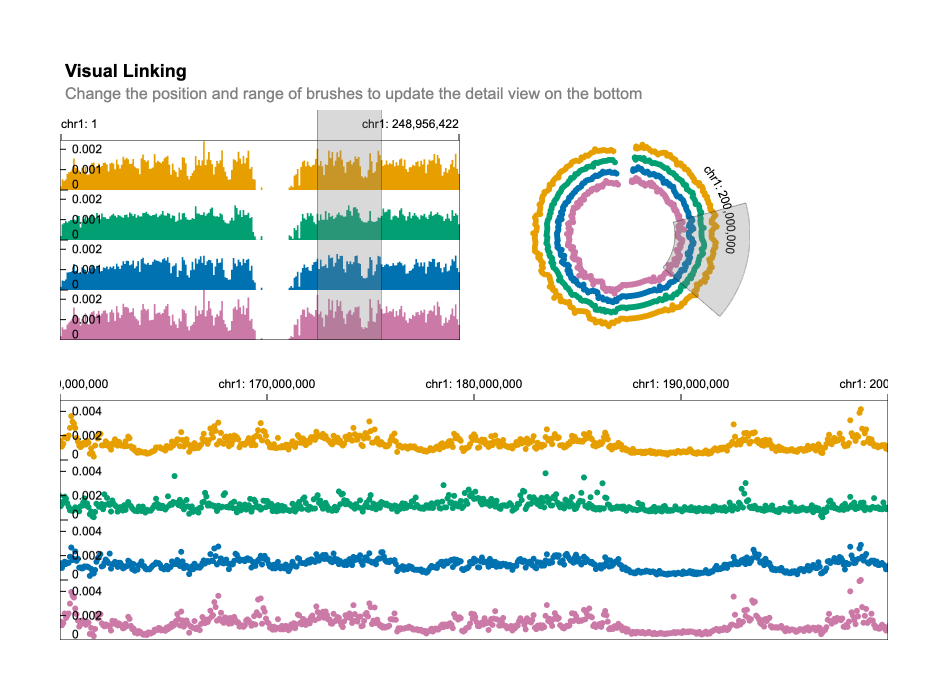 Visual Linking
Change the position and range of brushes to update the detail view on the bottom
chr1: 1
chr1: 248,956,422
0.002
0.001
0
0.002
0.001
0
0.002
0.001
0
0.002
0.001
0
chr1: 200,000,000
0,000,000
chr1: 170,000,000
chr1: 180,000,000
chr1: 190,000,000
chr1: 200
0.004
0.002
0
0.004
0.002
0
0.004
0.002
0
0.004
0.002
0